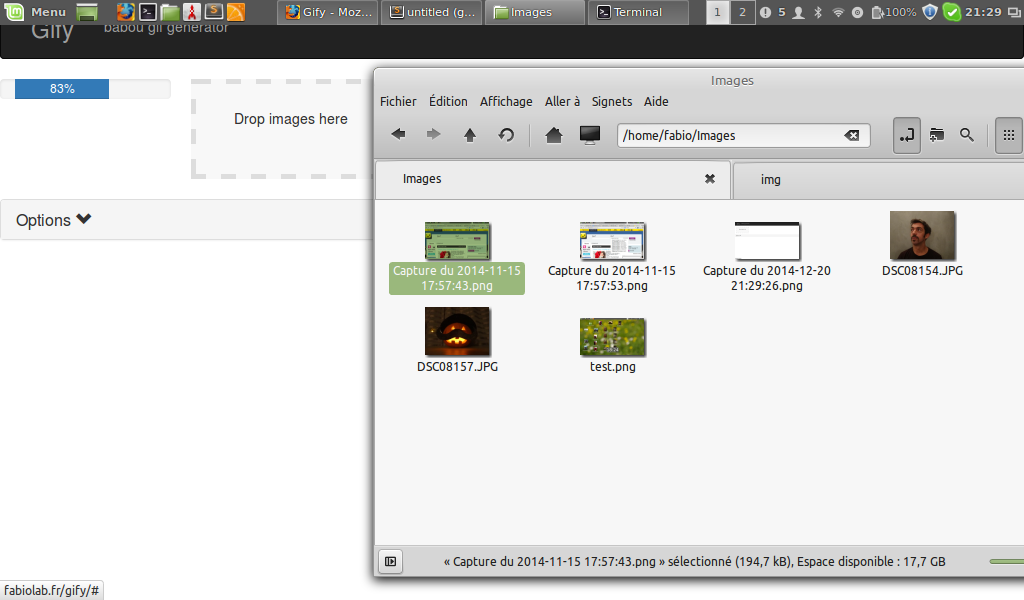 Menu
Gify - Moz...
untitled (g...
Images
Terminal
1
2
5
100%
21:29
Gify
babou gif generator
83%
Drop images here
Options
Images
Fichier Édition Affichage Aller à Signets Aide
/home/fabio/Images
Images
img
Capture du 2014-11-15
17:57:43.png
Capture du 2014-11-15
17:57:53.png
Capture du 2014-12-20
21:29:26.png
DSC08154.JPG
DSC08157.JPG
test.png
« Capture du 2014-11-15 17:57:43.png » sélectionné (194,7 kB), Espace disponible : 17,7 GB
fabiolab.fr/gify/#